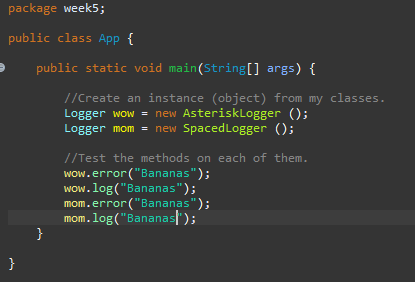 package week5;
public class App {
public static void main(String[] args) {
//Create an instance (object) from my classes.
Logger wow = new AsteriskLogger ();
Logger mom = new SpacedLogger ();
//Test the methods on each of them.
wow.error("Bananas");
wow.log("Bananas");
mom.error("Bananas");
mom.log("Bananas");
}
}